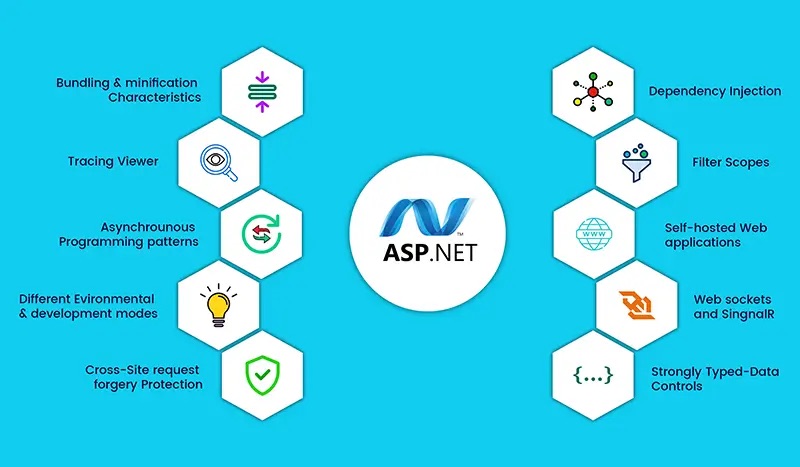 Bundling & minification
Characteristics
Tracing Viewer
Asynchrounous
Programming patterns
Different Evironmental
& development modes
Cross-Site request
forgery Protection
ASP.NET
TM
Dependency Injection
Filter Scopes
Self-hosted Web
applications
WWW
Web sockets
and SingnalR
{...}
Strongly Typed-Data
Controls